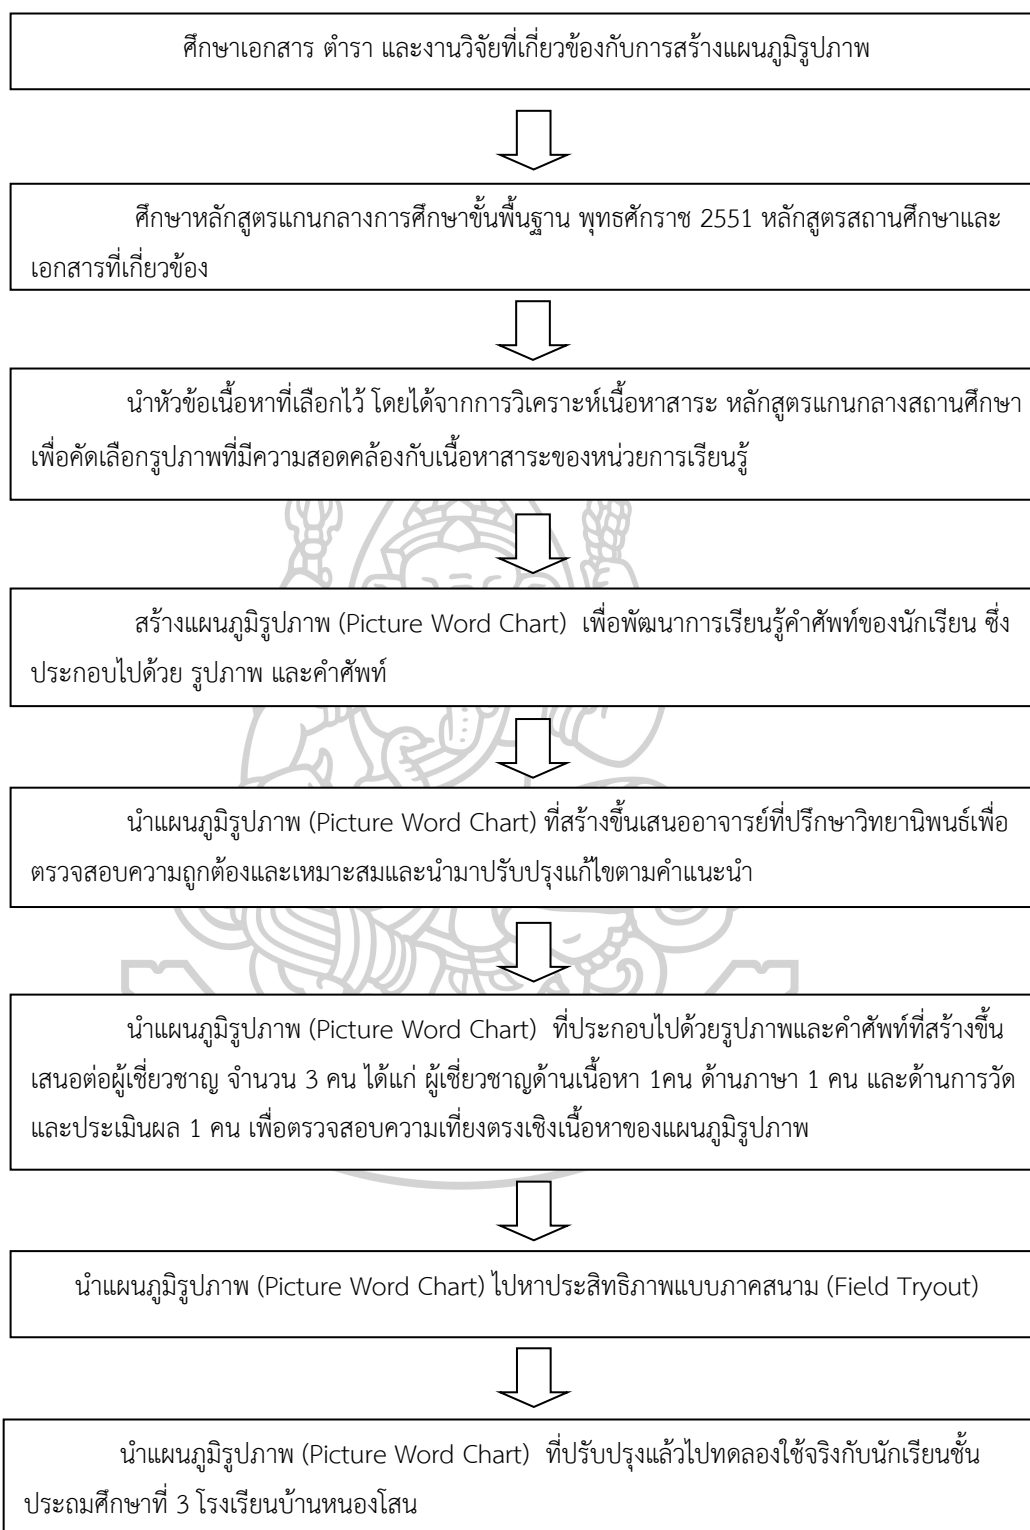 ศึกษาเอกสาร ตำรา และงานวิจัยที่เกี่ยวข้องกับการสร้างแผนภูมิรูปภาพ
ศึกษาหลักสูตรแกนกลางการศึกษาขั้นพื้นฐาน พุทธศักราช 2551 หลักสูตรสถานศึกษาและ
เอกสารที่เกี่ยวข้อง
นำหัวข้อเนื้อหาที่เลือกไว้ โดยได้จากการวิเคราะห์เนื้อหาสาระ หลักสูตรแกนกลางสถานศึกษา
เพื่อคัดเลือกรูปภาพที่มีความสอดคล้องกับเนื้อหาสาระของหน่วยการเรียนรู้
สร้างแผนภูมิรูปภาพ (Picture Word Chart) เพื่อพัฒนาการเรียนรู้คำศัพท์ของนักเรียน ซึ่ง
ประกอบไปด้วย รูปภาพ และคำศัพท์
นำแผนภูมิรูปภาพ (Picture Word Chart) ที่สร้างขึ้นเสนออาจารย์ที่ปรึกษาวิทยานิพนธ์เพื่อ
ตรวจสอบความถูกต้องและเหมาะสมและนำมาปรับปรุงแก้ไขตามคำแนะนำ
นำแผนภูมิรูปภาพ (Picture Word Chart) ที่ประกอบไปด้วยรูปภาพและคำศัพท์ที่สร้างขึ้น
เสนอต่อผู้เชี่ยวชาญ จำนวน 3 คน ได้แก่ ผู้เชี่ยวชาญด้านเนื้อหา 1คน ด้านภาษา 1 คน และด้านการวัด
และประเมินผล 1 คน เพื่อตรวจสอบความเที่ยงตรงเชิงเนื้อหาของแผนภูมิรูปภาพ
นำแผนภูมิรูปภาพ (Picture Word Chart) ไปหาประสิทธิภาพแบบภาคสนาม (Field Tryout)
นำแผนภูมิรูปภาพ (Picture Word Chart) ที่ปรับปรุงแล้วไปทดลองใช้จริงกับนักเรียนชั้น
ประถมศึกษาที่ 3 โรงเรียนบ้านหนองโสน